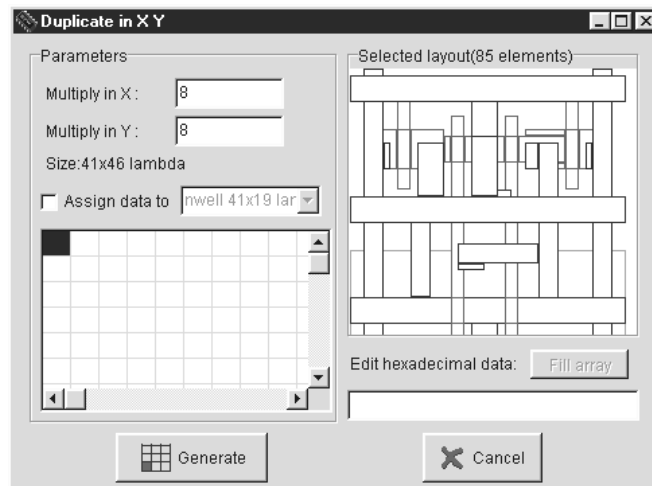 Duplicate in X Y
Parameters
Multiply in X :
8
Multiply in Y :
8
Size:41x46 lambda
Assign data to
nwell 41x19 lar
Selected layout(85 elements)
Edit hexadecimal data:
Fill array
Generate
Cancel